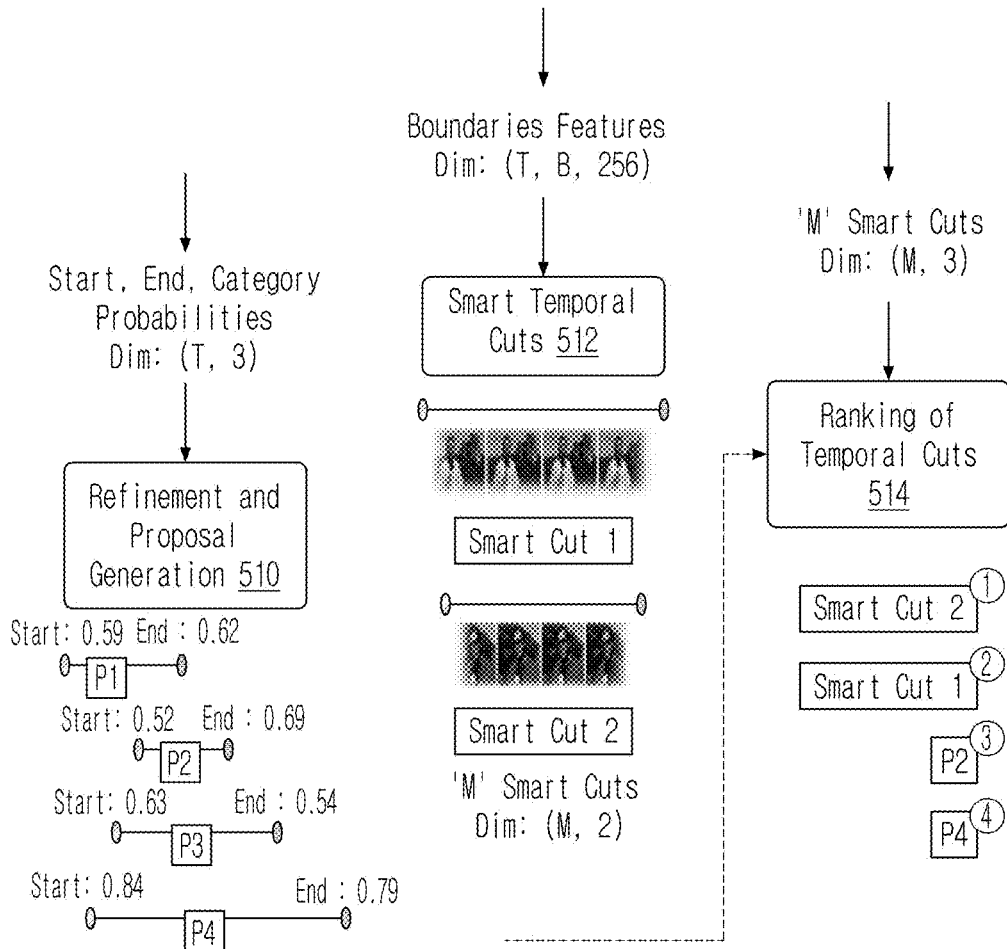 Start, End, Category
Probabilities
Dim: (T, 3)
Refinement and
Proposal
Generation 510
Start: 0.59 End : 0.62
P1
Start: 0.52 End : 0.69
P2
Start: 0.63 End : 0.54
P3
Start: 0.84 End : 0.79
P4
Boundaries Features
Dim: (T, B, 256)
Smart Temporal
Cuts 512
Smart Cut 1
Smart Cut 2
'M' Smart Cuts
Dim: (M, 2)
'M' Smart Cuts
Dim: (M, 3)
Ranking of
Temporal Cuts
514
Smart Cut 2 1
Smart Cut 1 2
P2 3
P4 4